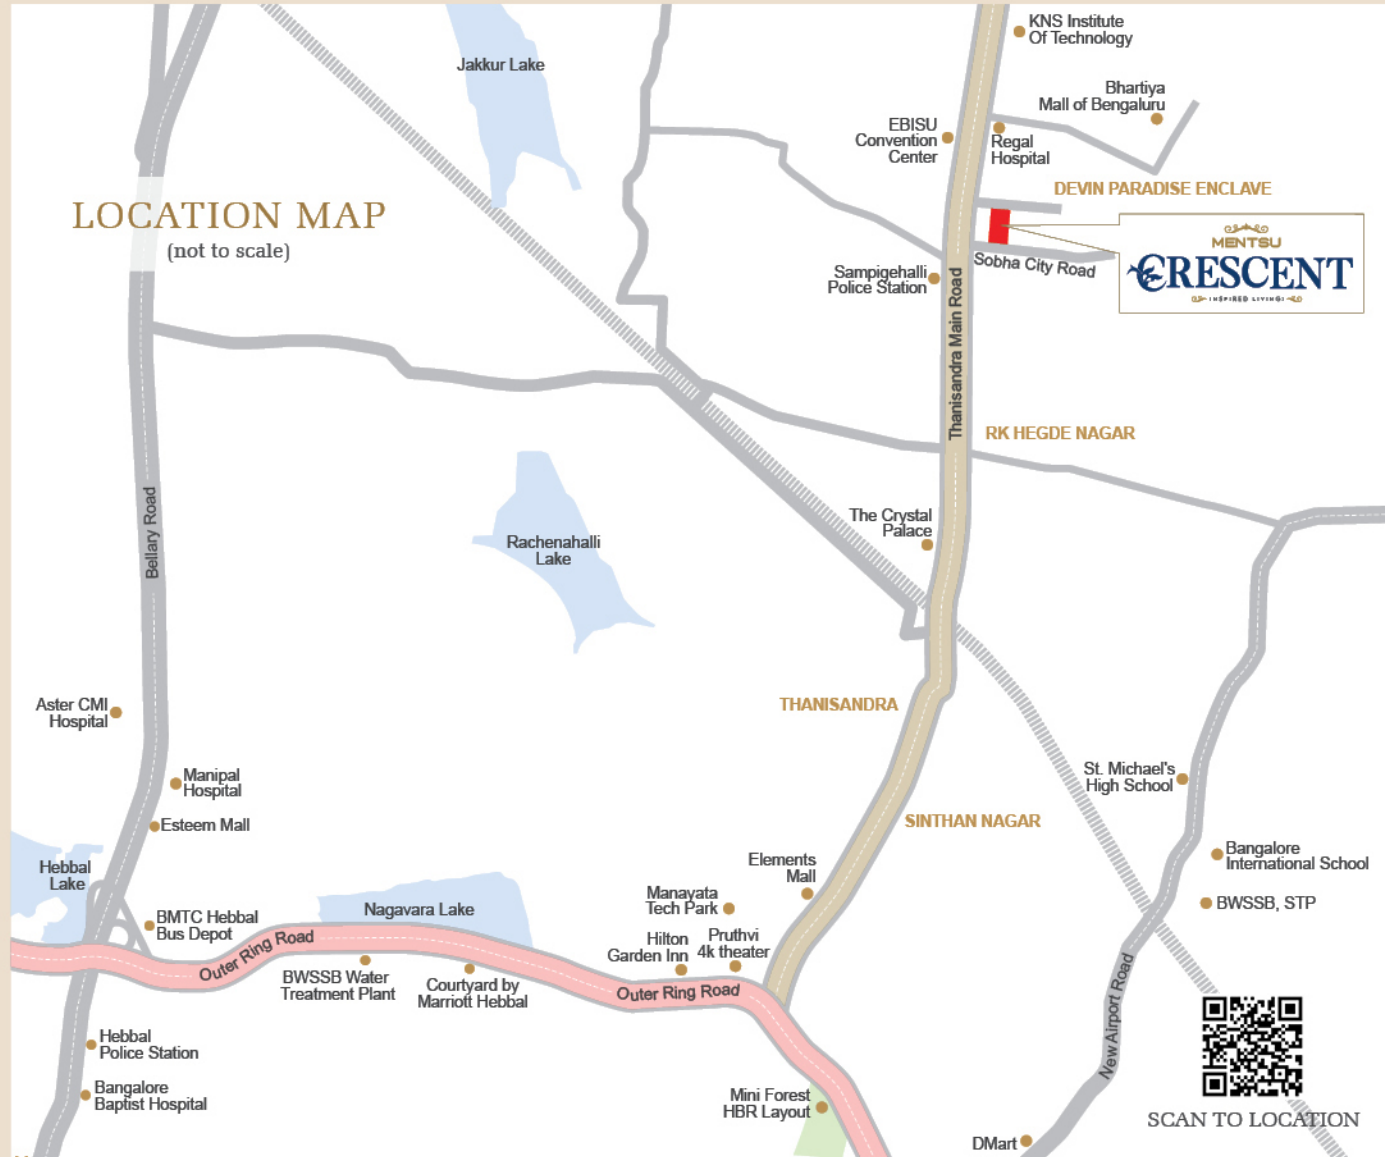 KNS Institute
Of Technology
Jakkur Lake
Bhartiya
Mall of Bengaluru
EBISU
Convention
Center
Regal
Hospital
DEVIN PARADISE ENCLAVE
LOCATION MAP
(not to scale)
MENTSU
CRESCENT
INSPIRED LIVING
Sobha City Road
Sampigehalli
Police Station
Thanisandra Main Road
RK HEGDE NAGAR
Bellary Road
The Crystal
Palace
Rachenahalli
Lake
Aster CMI
Hospital
THANISANDRA
Manipal
Hospital
St. Michael's
High School
Esteem Mall
SINTHAN NAGAR
Hebbal
Lake
Elements
Mall
Bangalore
International School
Manayata
Tech Park
BWSSB, STP
Nagavara Lake
BMTC Hebbal
Bus Depot
Outer Ring Road
Hilton
Garden Inn
Pruthvi
4k theater
BWSSB Water
Treatment Plant
Courtyard by
Marriott Hebbal
Outer Ring Road
New Airport Road
Hebbal
Police Station
Bangalore
Baptist Hospital
Mini Forest
HBR Layout
SCAN TO LOCATION
DMart